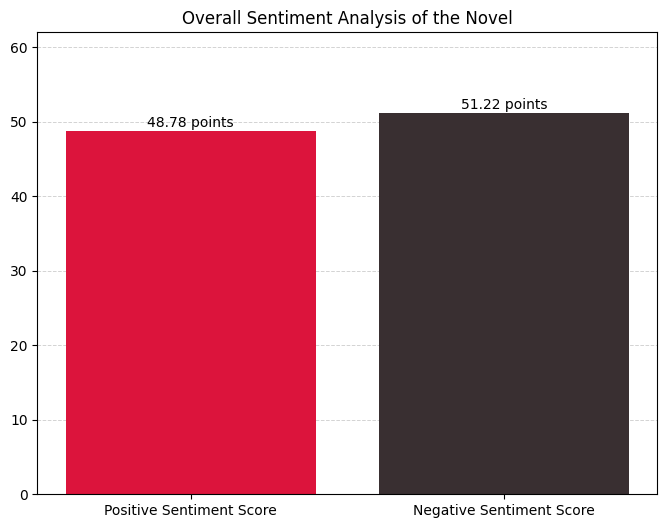 Overall Sentiment Analysis of the Novel
60
50
40
30
20
10
0
48.78 points
51.22 points
Positive Sentiment Score
Negative Sentiment Score